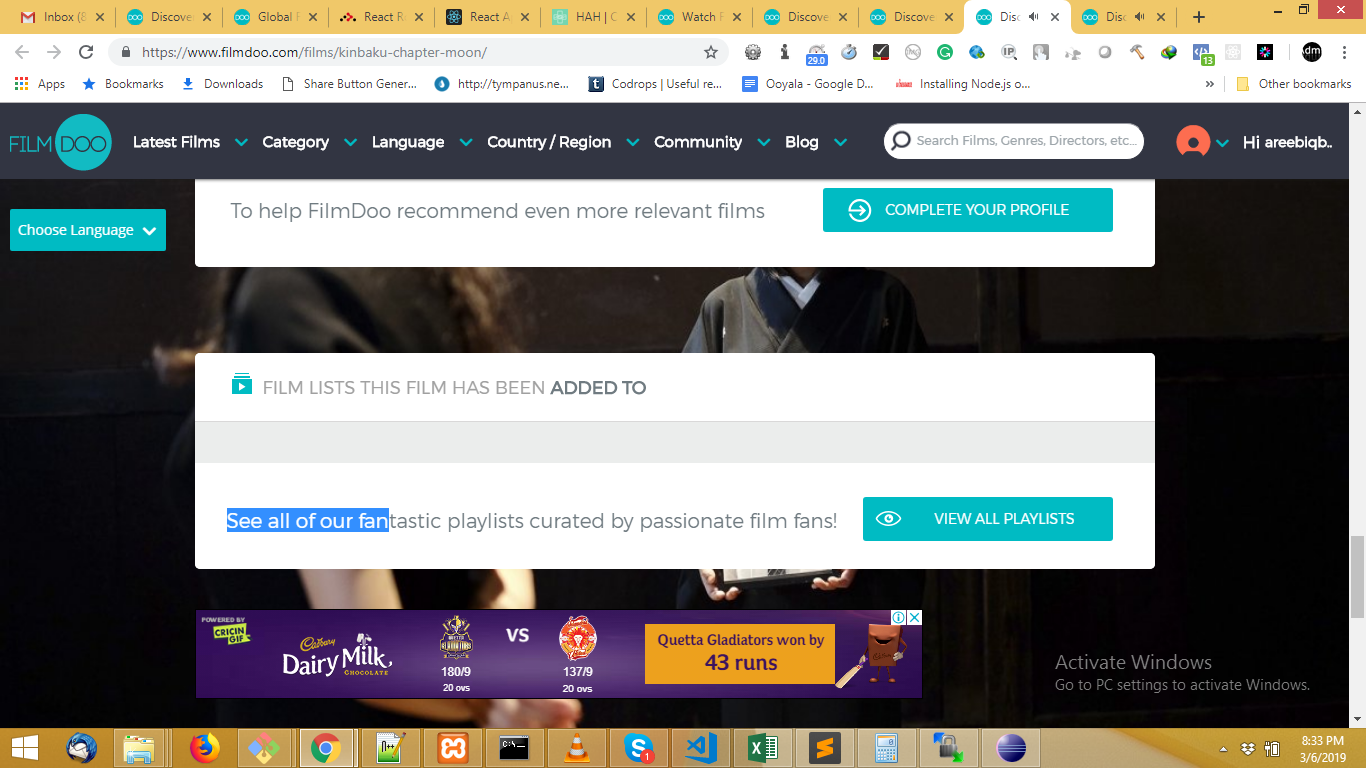 Inbox (8
Discove
Global F
React R
React A
HAH | C
Watch F
Discove
Discove
Disc
Disc
https://www.filmdoo.com/films/kinbaku-chapter-moon/
29.0
13
dm
Apps
Bookmarks
Downloads
Share Button Gener...
http://tympanus.ne...
Codrops | Useful re...
Ooyala - Google D...
Installing Node.js o...
»
Other bookmarks
FILM DOO
Latest Films
Category
Language
Country / Region
Community
Blog
Search Films, Genres, Directors, etc...
Hi areebiqb..
Choose Language
To help FilmDoo recommend even more relevant films
COMPLETE YOUR PROFILE
FILM LISTS THIS FILM HAS BEEN ADDED TO
See all of our fantastic playlists curated by passionate film fans!
VIEW ALL PLAYLISTS
POWERED BY
CRICINGIF
Cadbury
Dairy Milk
CHOCOLATE
180/9
20 ovs
VS
137/9
20 ovs
Quetta Gladiators won by
43 runs
Activate Windows
Go to PC settings to activate Windows.
8:33 PM
3/6/2019